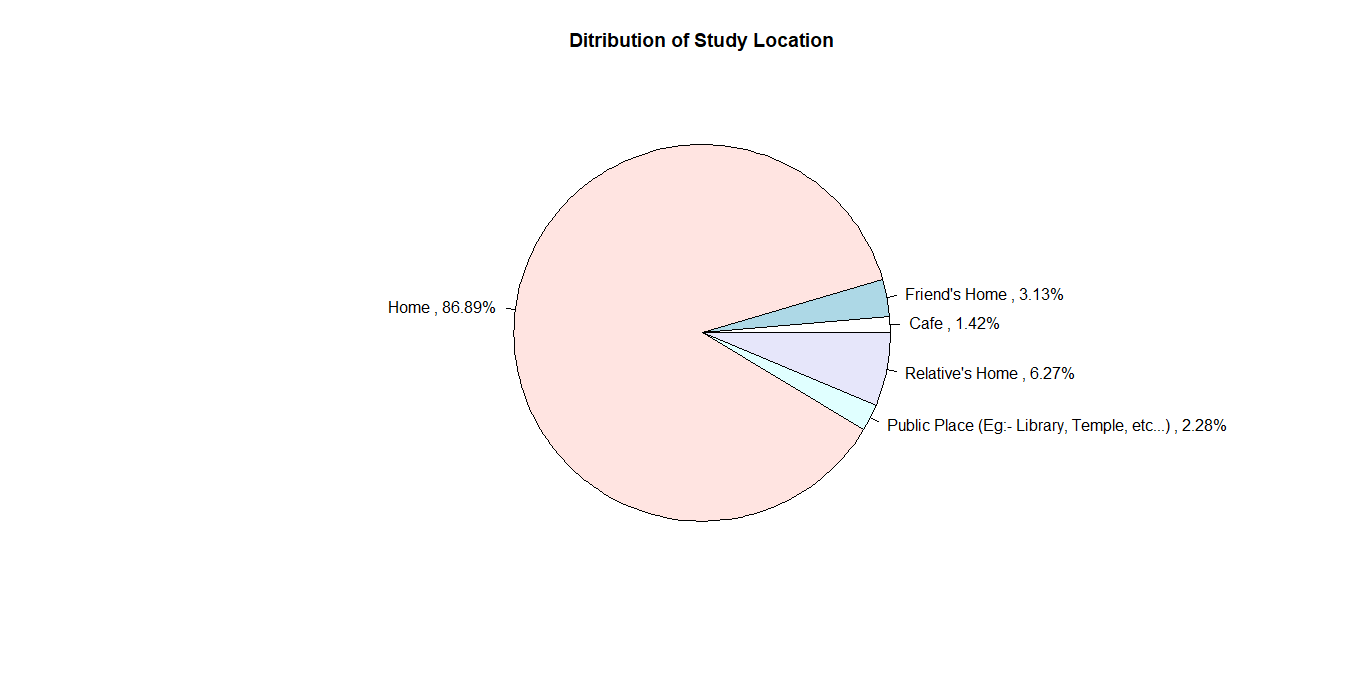 Ditribution of Study Location
Home , 86.89%
Friend's Home , 3.13%
Cafe , 1.42%
Relative's Home , 6.27%
Public Place (Eg:- Library, Temple, etc...) , 2.28%